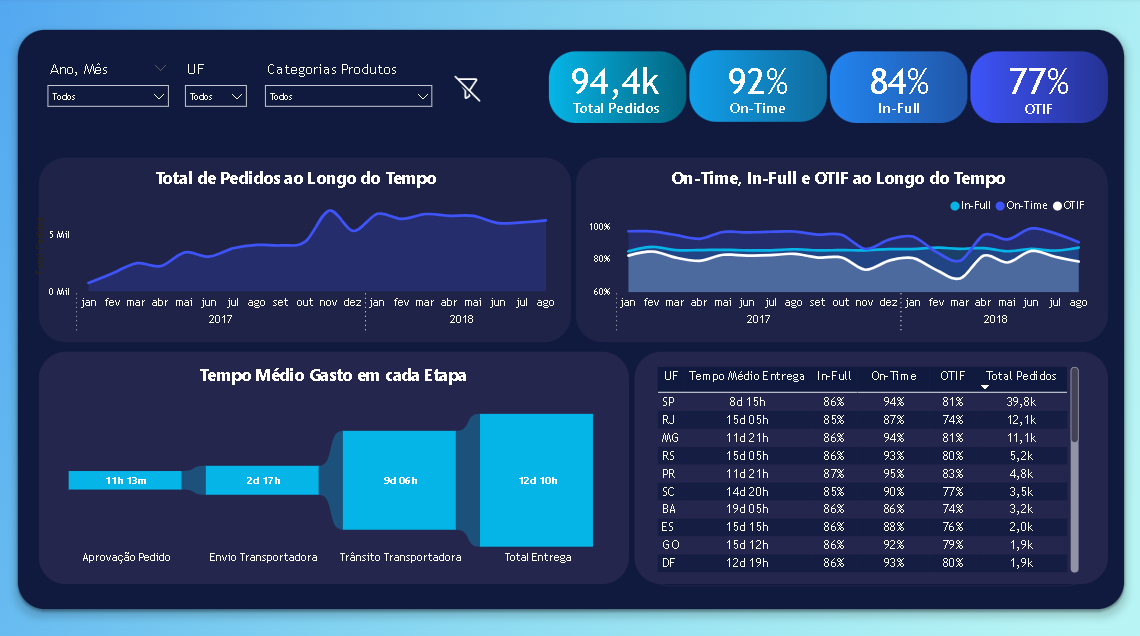 Ano, Mês
Todos
UF
Todos
Categorias Produtos
Todos
94,4k
Total Pedidos
92%
On-Time
84%
In-Full
77%
OTIF
Total de Pedidos ao Longo do Tempo
5 Mil
0 Mil
jan fev mar abr mai jun jul ago set out nov dez jan fev mar abr mai jun jul ago
2017 2018
On-Time, In-Full e OTIF ao Longo do Tempo
In-Full On-Time OTIF
100%
80%
60%
jan fev mar abr mai jun jul ago set out nov dez jan fev mar abr mai jun jul ago
2017 2018
Tempo Médio Gasto em cada Etapa
11h 13m 2d 17h 9d 06h 12d 10h
Aprovação Pedido Envio Transportadora Trânsito Transportadora Total Entrega
UF Tempo Médio Entrega In-Full On-Time OTIF Total Pedidos
SP 8d 15h 86% 94% 81% 39,8k
RJ 15d 05h 85% 87% 74% 12,1k
MG 11d 21h 86% 94% 81% 11,1k
RS 15d 05h 86% 93% 80% 5,2k
PR 11d 21h 87% 95% 83% 4,8k
SC 14d 20h 85% 90% 77% 3,5k
BA 19d 05h 86% 86% 74% 3,2k
ES 15d 15h 86% 88% 76% 2,0k
GO 15d 12h 86% 92% 79% 1,9k
DF 12d 19h 86% 93% 80% 1,9k